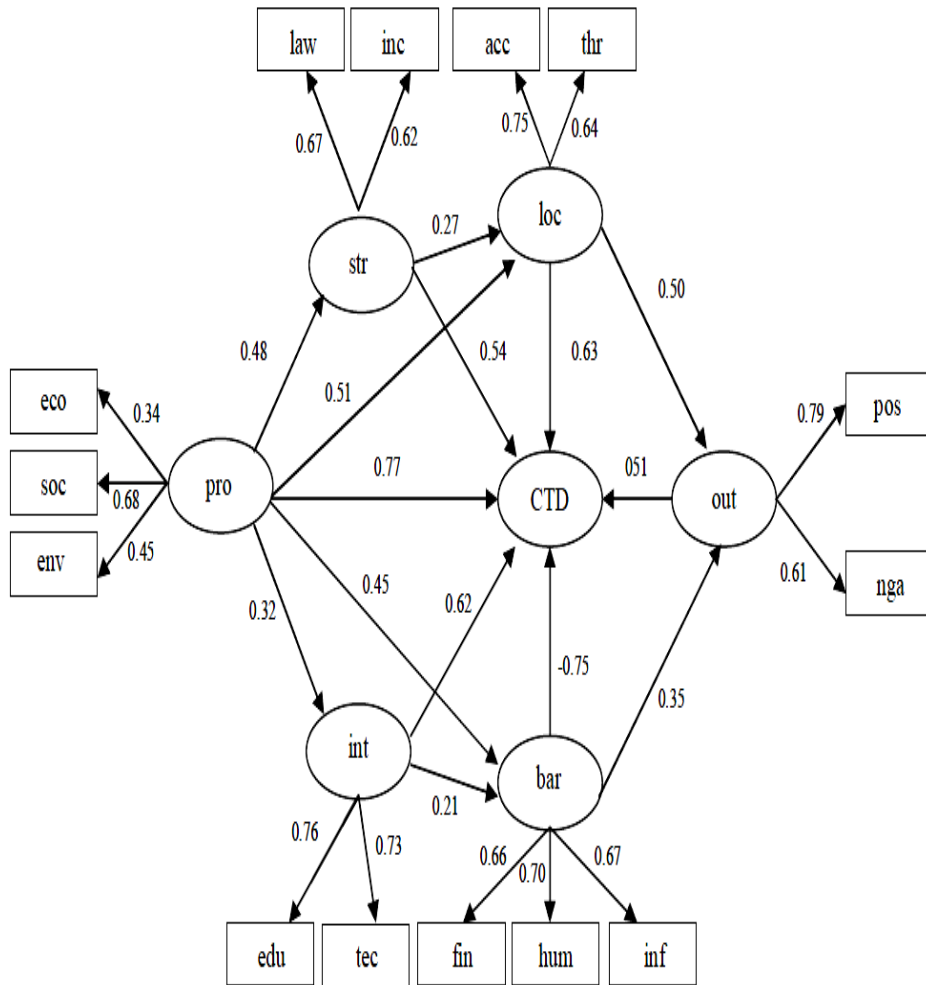 law inc acc thr
0.67 0.62 0.75 0.64
loc
0.27
str
0.50
0.48 0.54 0.63
eco 0.34 0.51 0.79 pos
soc 0.68 pro 0.77 CTD 051 out
env 0.45 0.61 nga
0.45 0.62
0.32
-0.75 0.35
int bar
0.21
0.76 0.73 0.66 0.70 0.67
edu tec fin hum inf